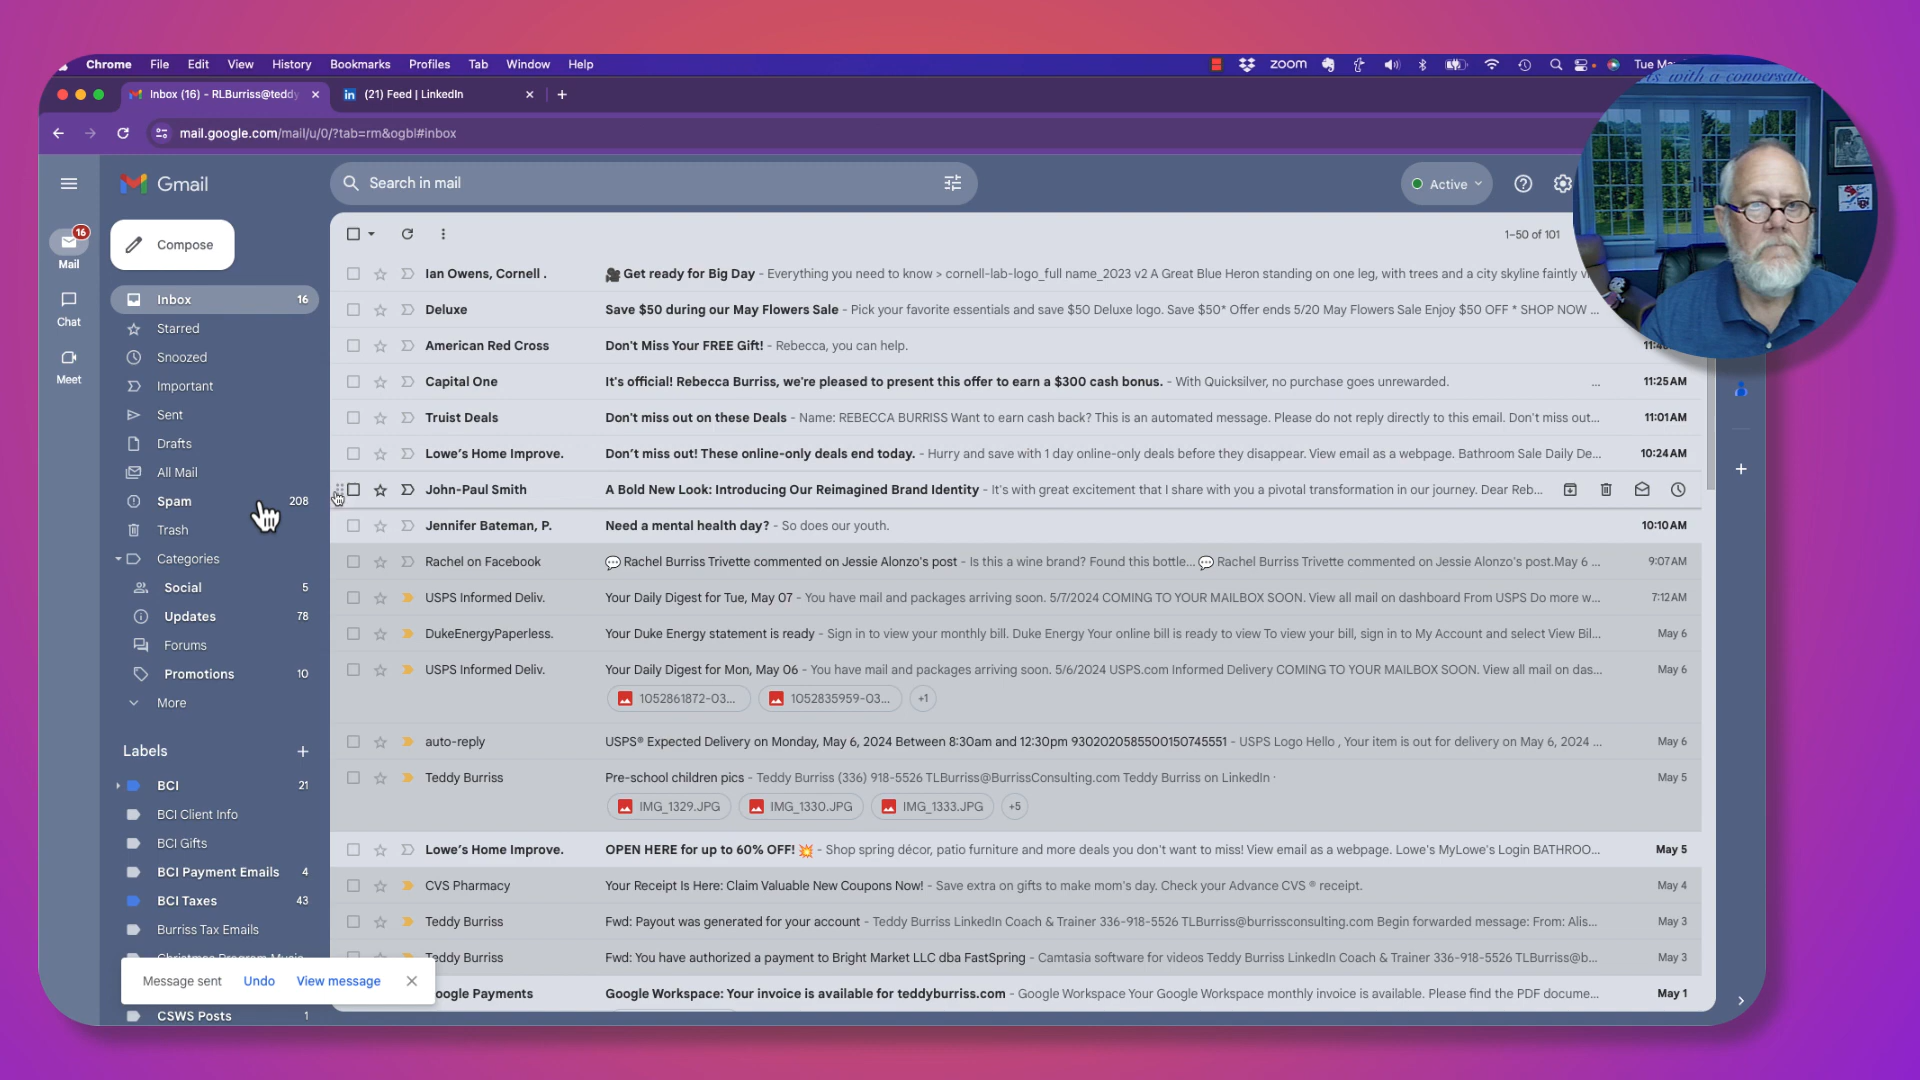 Chrome File Edit View History Bookmarks Profiles Tab Window Help zoom Tue
is with a conversatio
Inbox (16) - RLBurriss@teddy
(21) Feed | LinkedIn
mail.google.com/mail/u/0/?tab=rm&ogbl#inbox
Gmail
Search in mail
Active
16
Mail
Chat
Meet
Compose
Inbox 16
Starred
Snoozed
Important
Sent
Drafts
All Mail
Spam 208
Trash
Categories
Social 5
Updates 78
Forums
Promotions 10
More
Labels
BCI 21
BCI Client Info
BCI Gifts
BCI Payment Emails 4
BCI Taxes 43
Burriss Tax Emails
Christmas Program Music
CSWS Posts 1
1–50 of 101
Ian Owens, Cornell . 🎥 Get ready for Big Day - Everything you need to know > cornell-lab-logo_full name_2023 v2 A Great Blue Heron standing on one leg, with trees and a city skyline faintly
Deluxe Save $50 during our May Flowers Sale - Pick your favorite essentials and save $50 Deluxe logo. Save $50* Offer ends 5/20 May Flowers Sale Enjoy $50 OFF * SHOP NOW ...
American Red Cross Don't Miss Your FREE Gift! - Rebecca, you can help.
Capital One It's official! Rebecca Burriss, we're pleased to present this offer to earn a $300 cash bonus. - With Quicksilver, no purchase goes unrewarded. ... 11:25 AM
Truist Deals Don't miss out on these Deals - Name: REBECCA BURRISS Want to earn cash back? This is an automated message. Please do not reply directly to this email. Don't miss out... 11:01 AM
Lowe's Home Improve. Don't miss out! These online-only deals end today. - Hurry and save with 1 day online-only deals before they disappear. View email as a webpage. Bathroom Sale Daily De... 10:24 AM
John-Paul Smith A Bold New Look: Introducing Our Reimagined Brand Identity - It's with great excitement that I share with you a pivotal transformation in our journey. Dear Reb...
Jennifer Bateman, P. Need a mental health day? - So does our youth. 10:10 AM
Rachel on Facebook 💬 Rachel Burriss Trivette commented on Jessie Alonzo's post - Is this a wine brand? Found this bottle... 💬 Rachel Burriss Trivette commented on Jessie Alonzo's post.May 6 ... 9:07 AM
USPS Informed Deliv. Your Daily Digest for Tue, May 07 - You have mail and packages arriving soon. 5/7/2024 COMING TO YOUR MAILBOX SOON. View all mail on dashboard From USPS Do more w... 7:12 AM
DukeEnergyPaperless. Your Duke Energy statement is ready - Sign in to view your monthly bill. Duke Energy Your online bill is ready to view To view your bill, sign in to My Account and select View Bil... May 6
USPS Informed Deliv. Your Daily Digest for Mon, May 06 - You have mail and packages arriving soon. 5/6/2024 USPS.com Informed Delivery COMING TO YOUR MAILBOX SOON. View all mail on das... May 6
1052861872-03... 1052835959-03... +1
auto-reply USPS® Expected Delivery on Monday, May 6, 2024 Between 8:30am and 12:30pm 9302020585500150745551 - USPS Logo Hello , Your item is out for delivery on May 6, 2024 ... May 6
Teddy Burriss Pre-school children pics - Teddy Burriss (336) 918-5526 TLBurriss@BurrissConsulting.com Teddy Burriss on LinkedIn · May 5
IMG_1329.JPG IMG_1330.JPG IMG_1333.JPG +5
Lowe's Home Improve. OPEN HERE for up to 60% OFF! 💥 - Shop spring décor, patio furniture and more deals you don't want to miss! View email as a webpage. Lowe's MyLowe's Login BATHROO... May 5
CVS Pharmacy Your Receipt Is Here: Claim Valuable New Coupons Now! - Save extra on gifts to make mom's day. Check your Advance CVS ® receipt. May 4
Teddy Burriss Fwd: Payout was generated for your account - Teddy Burriss LinkedIn Coach & Trainer 336-918-5526 TLBurriss@burrissconsulting.com Begin forwarded message: From: Alis... May 3
Teddy Burriss Fwd: You have authorized a payment to Bright Market LLC dba FastSpring - Camtasia software for videos Teddy Burriss LinkedIn Coach & Trainer 336-918-5526 TLBurriss@b... May 3
oogle Payments Google Workspace: Your invoice is available for teddyburriss.com - Google Workspace Your Google Workspace monthly invoice is available. Please find the PDF docume... May 1
Message sent Undo View message